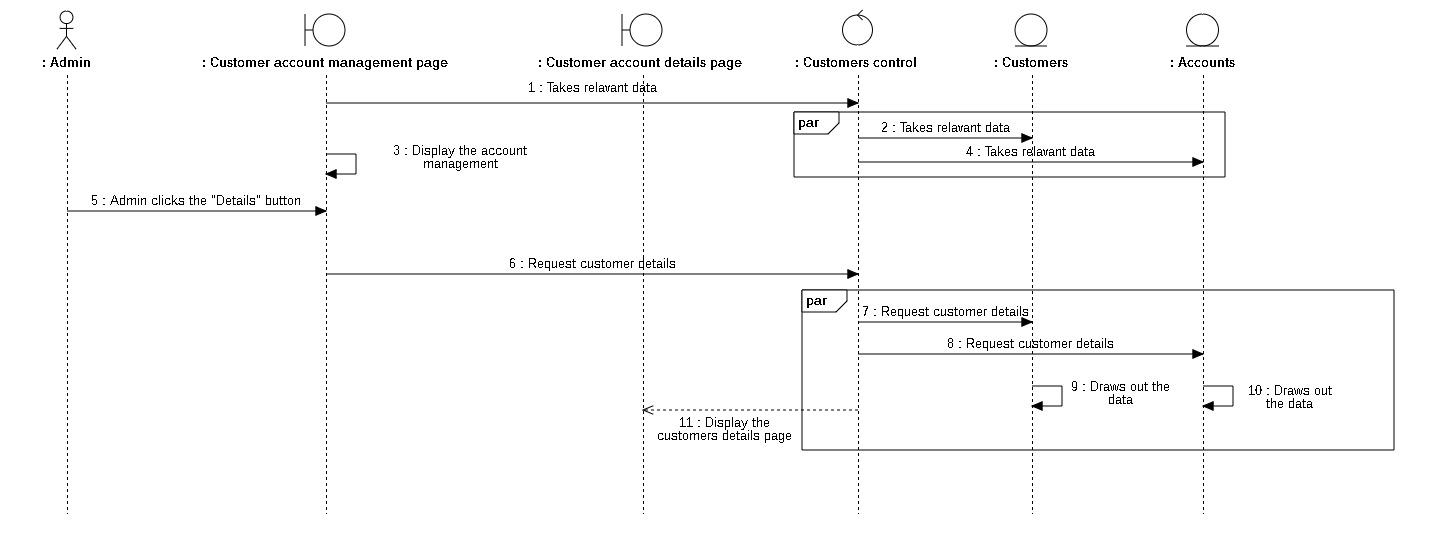 : Admin
: Customer account management page
: Customer account details page
: Customers control
: Customers
: Accounts
1 : Takes relavant data
par
2 : Takes relavant data
3 : Display the account
management
4 : Takes relavant data
5 : Admin clicks the "Details" button
6 : Request customer details
par
7 : Request customer details
8 : Request customer details
9 : Draws out the
data
10 : Draws out
the data
11 : Display the
customers details page